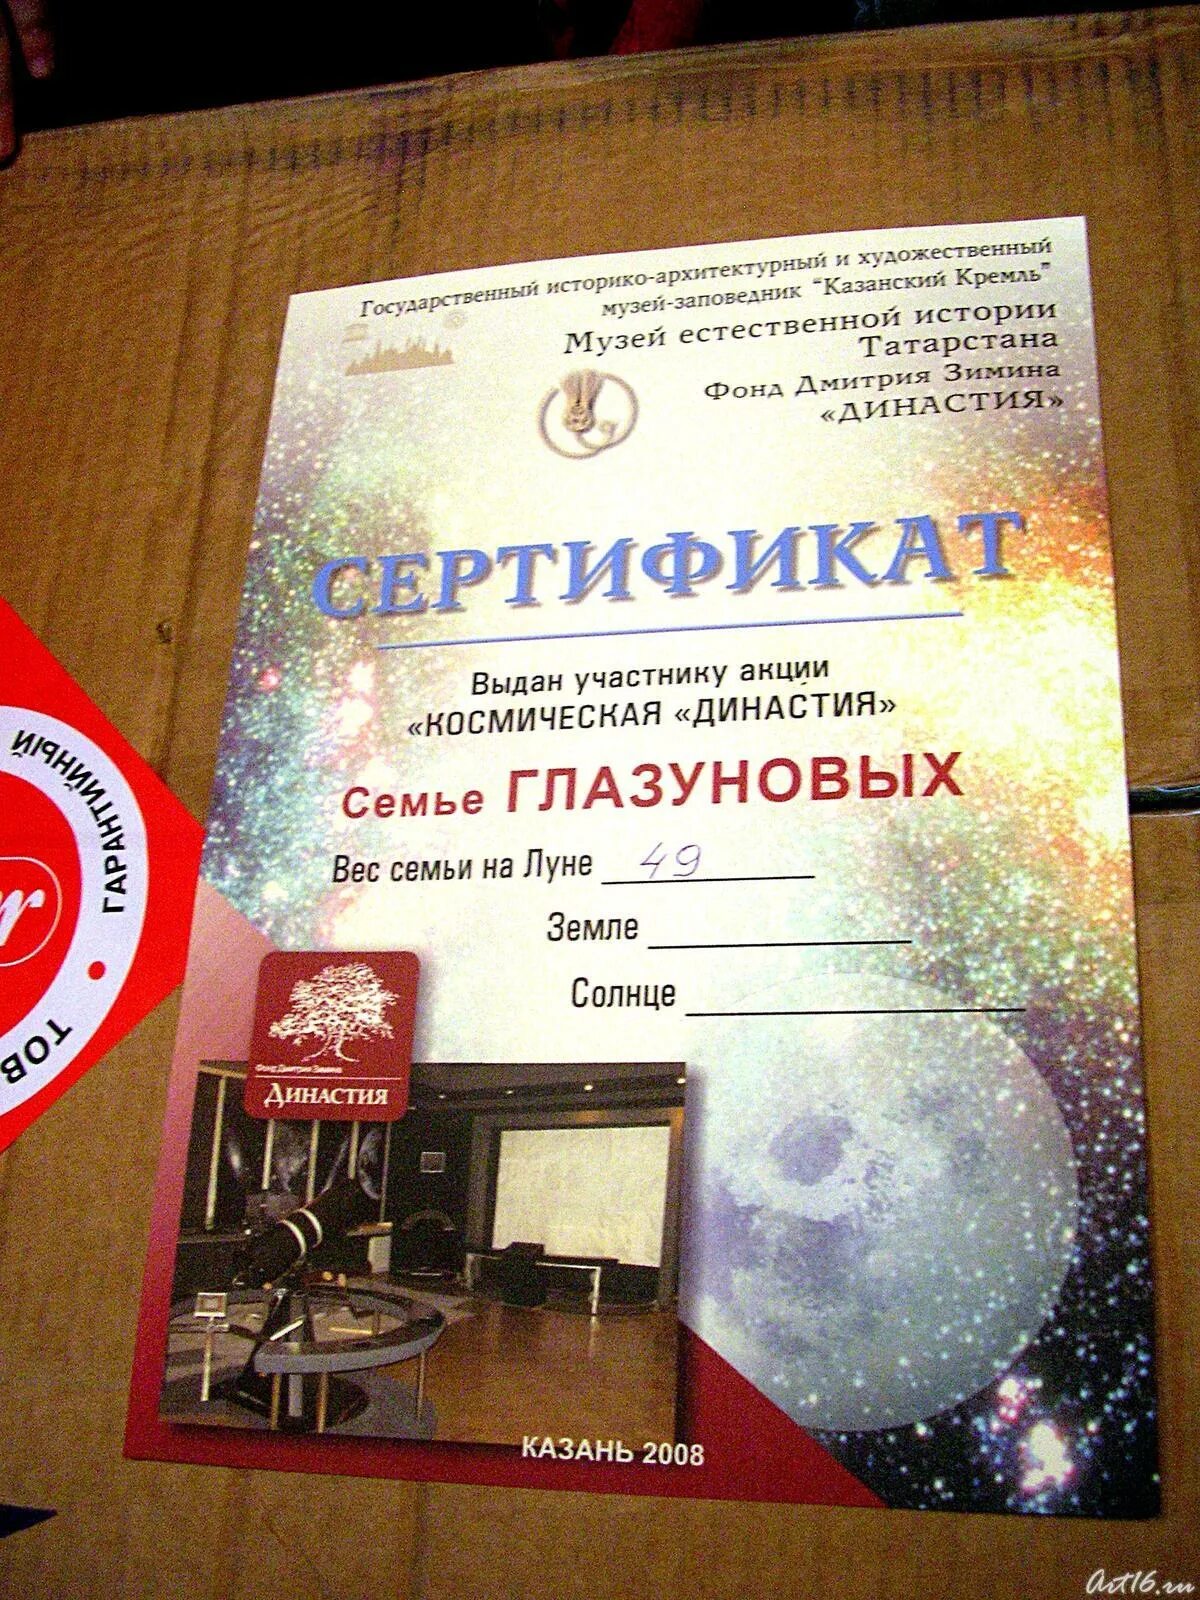 Государственный историко-архитектурный и художественный
музей-заповедник "Казанский Кремль"
Музей естественной истории
Татарстана
Фонд Дмитрия Зимина
«ДИНАСТИЯ»
СЕРТИФИКАТ
Выдан участнику акции
«КОСМИЧЕСКАЯ «ДИНАСТИЯ»
Семье ГЛАЗУНОВЫХ
Вес семьи на Луне 49
Земле
Солнце
Фонд Дмитрия Зимина
ДИНАСТИЯ
КАЗАНЬ 2008
ГАРАНТИЙНЫЙ
ТОВ
Art16.ru